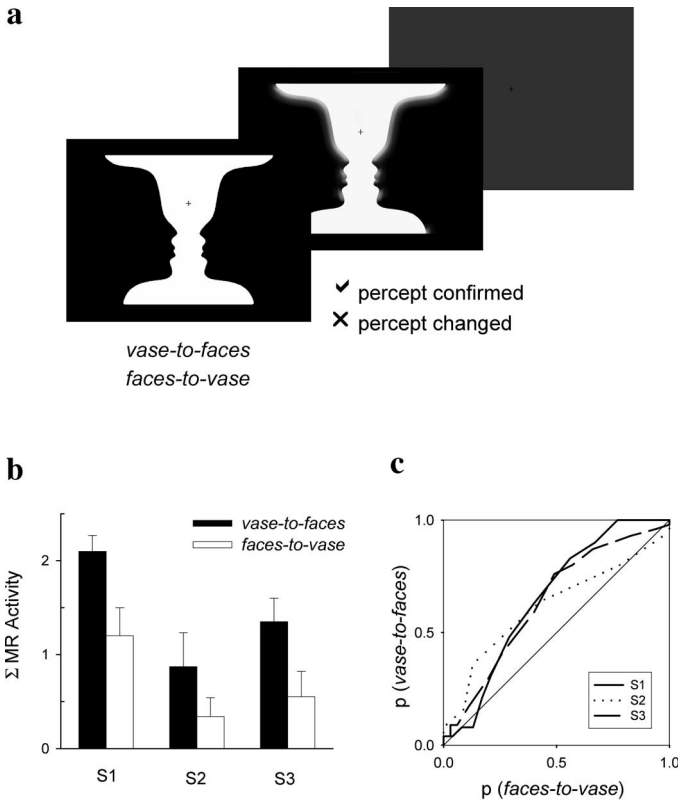 a
✓ percept confirmed
✕ percept changed
vase-to-faces
faces-to-vase
b
vase-to-faces
faces-to-vase
Σ MR Activity
2
1
0
S1
S2
S3
c
p (vase-to-faces)
1.0
0.5
0.0
S1
S2
S3
0.0
0.5
1.0
p (faces-to-vase)